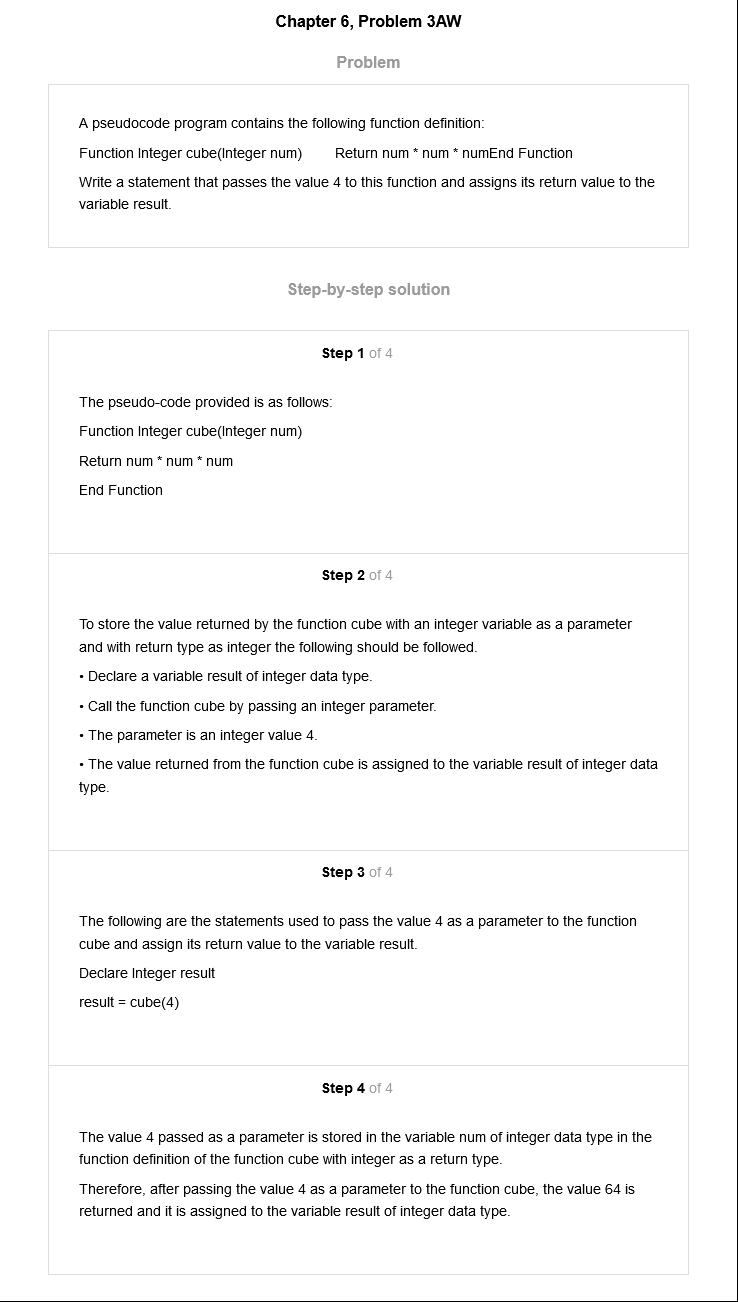 Chapter 6, Problem 3AW
Problem
A pseudocode program contains the following function definition:
Function Integer cube(Integer num) Return num * num * numEnd Function
Write a statement that passes the value 4 to this function and assigns its return value to the
variable result.
Step-by-step solution
Step 1 of 4
The pseudo-code provided is as follows:
Function Integer cube(Integer num)
Return num * num * num
End Function
Step 2 of 4
To store the value returned by the function cube with an integer variable as a parameter
and with return type as integer the following should be followed.
• Declare a variable result of integer data type.
• Call the function cube by passing an integer parameter.
• The parameter is an integer value 4.
• The value returned from the function cube is assigned to the variable result of integer data
type.
Step 3 of 4
The following are the statements used to pass the value 4 as a parameter to the function
cube and assign its return value to the variable result.
Declare Integer result
result = cube(4)
Step 4 of 4
The value 4 passed as a parameter is stored in the variable num of integer data type in the
function definition of the function cube with integer as a return type.
Therefore, after passing the value 4 as a parameter to the function cube, the value 64 is
returned and it is assigned to the variable result of integer data type.